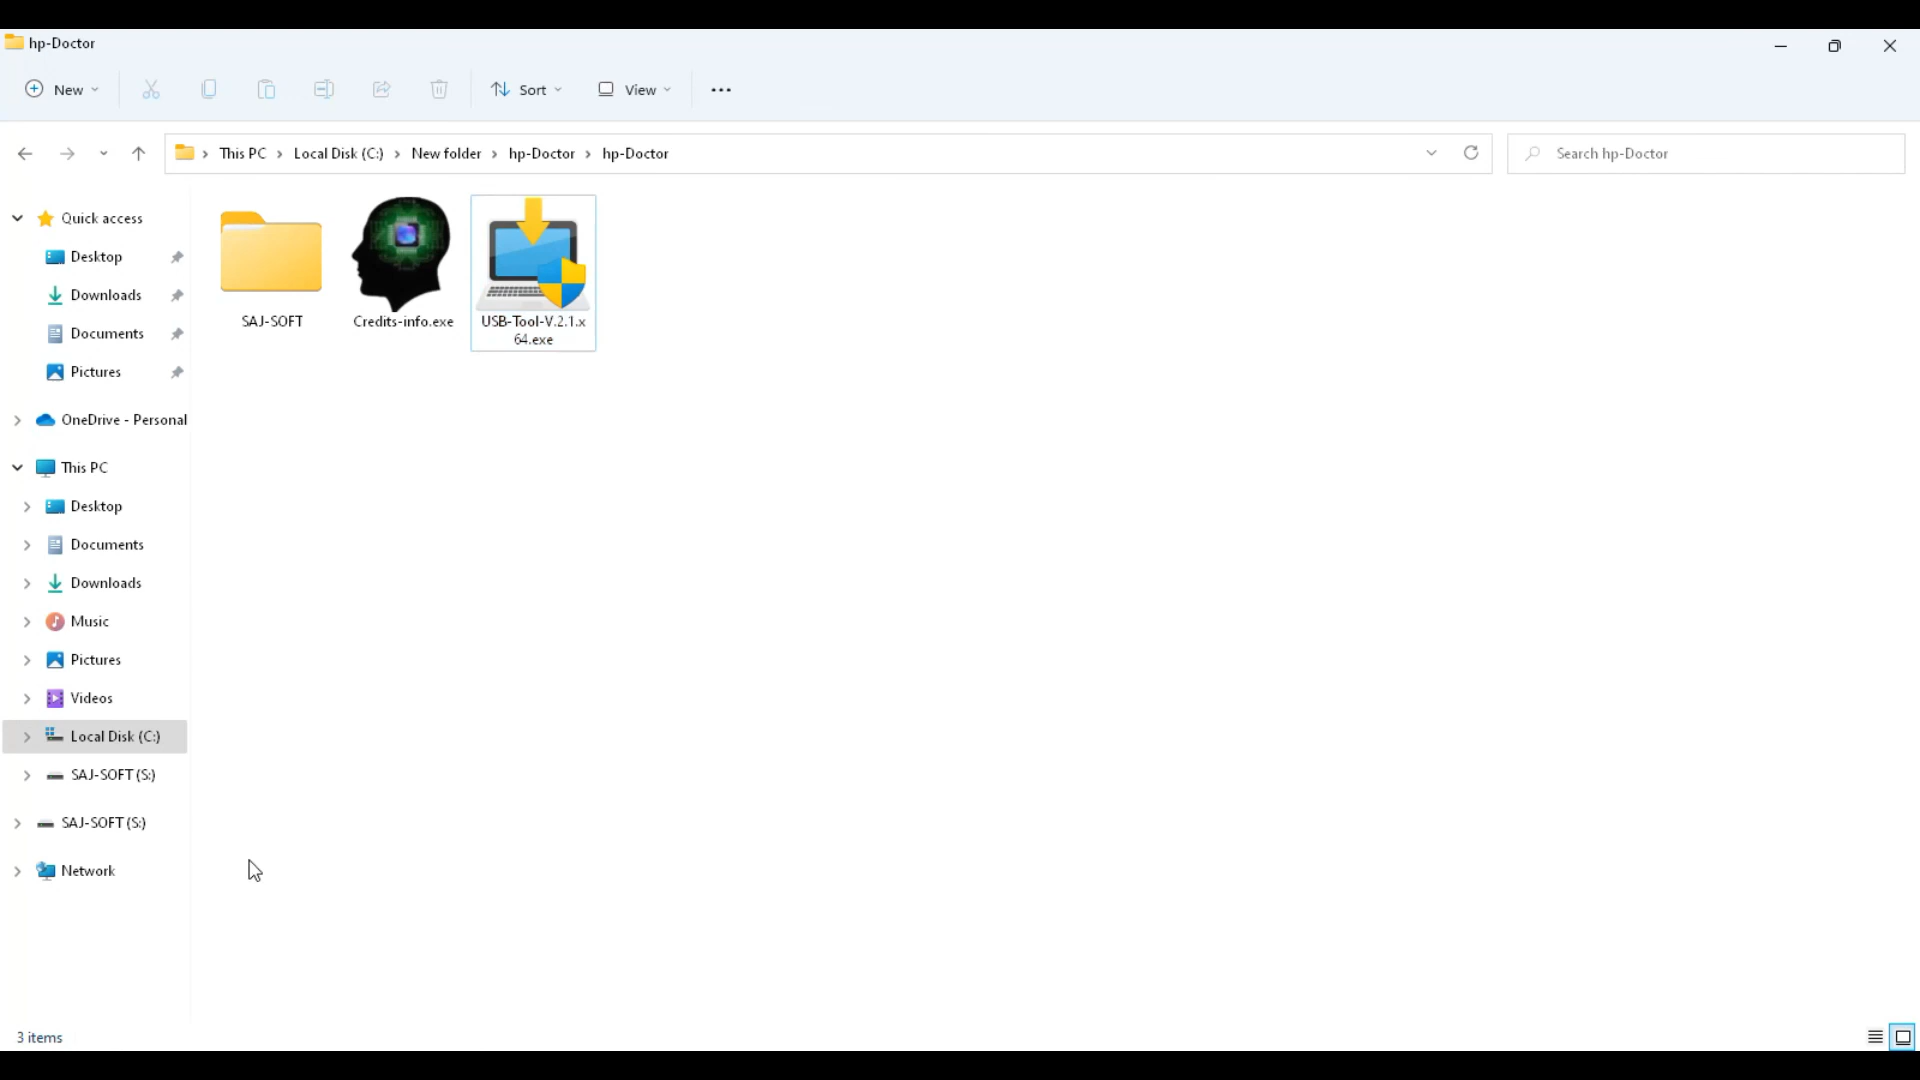 hp-Doctor
New
Sort
View
This PC
Local Disk (C:)
New folder
hp-Doctor
hp-Doctor
Search hp-Doctor
Quick access
Desktop
Downloads
Documents
Pictures
OneDrive - Personal
This PC
Desktop
Documents
Downloads
Music
Pictures
Videos
Local Disk (C:)
SAJ-SOFT (S:)
SAJ-SOFT (S:)
Network
SAJ-SOFT
Credits-info.exe
USB-Tool-V.2.1.x
64.exe
3 items